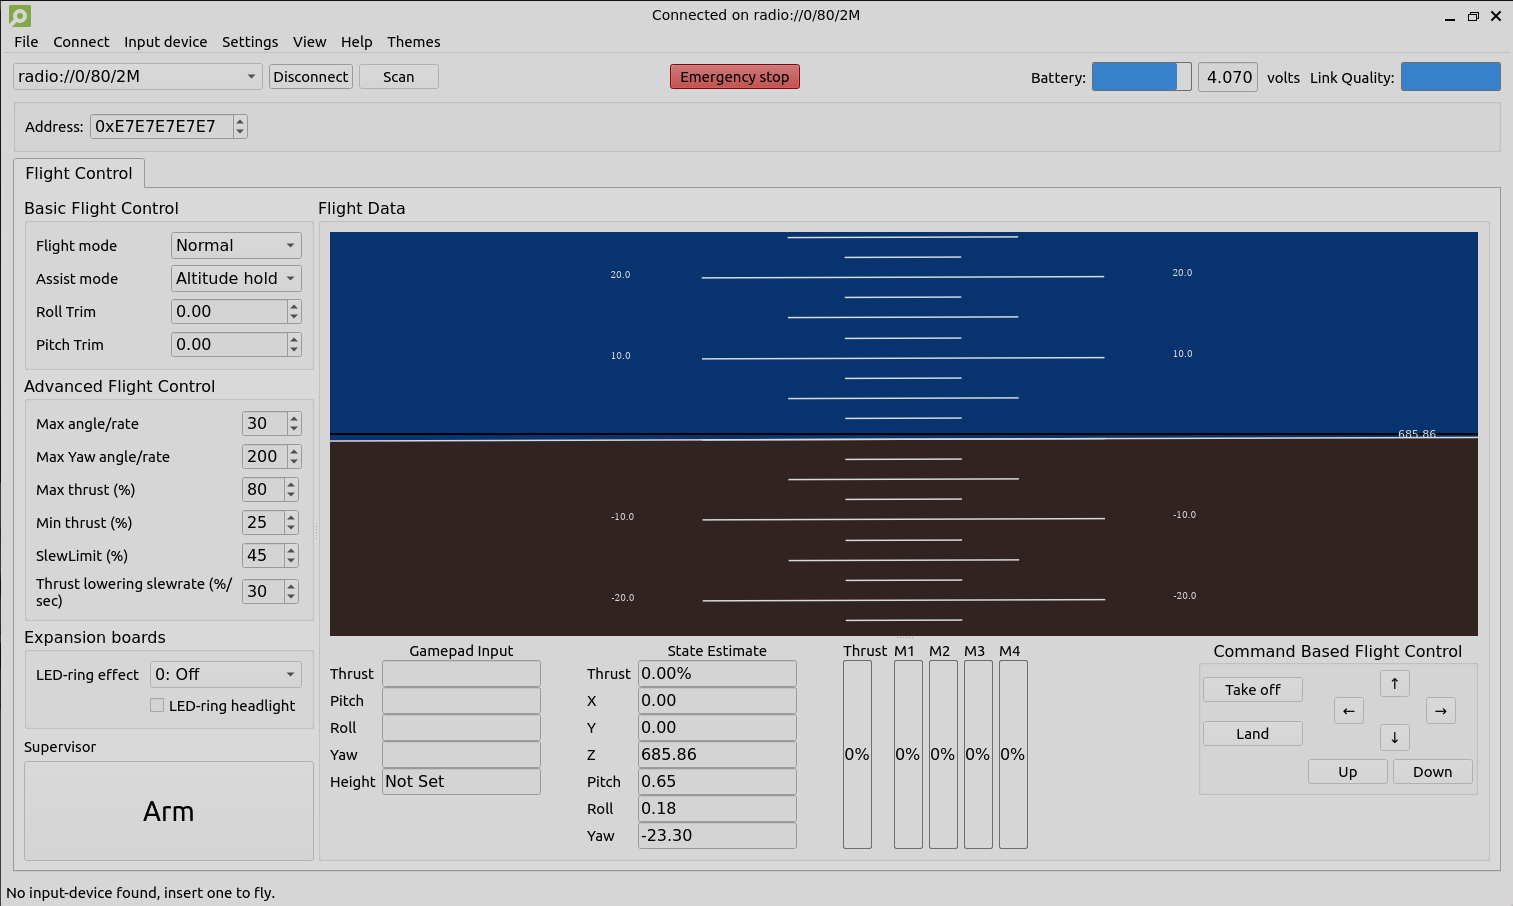 Connected on radio://0/80/2M
File Connect Input device Settings View Help Themes
radio://0/80/2M Disconnect Scan Emergency stop Battery: 4.070 volts Link Quality:
Address: 0xE7E7E7E7E7
Flight Control
Basic Flight Control
Flight mode Normal
Assist mode Altitude hold
Roll Trim 0.00
Pitch Trim 0.00
Advanced Flight Control
Max angle/rate 30
Max Yaw angle/rate 200
Max thrust (%) 80
Min thrust (%) 25
SlewLimit (%) 45
Thrust lowering slewrate (%/
sec) 30
Expansion boards
LED-ring effect 0: Off
LED-ring headlight
Supervisor
Arm
Flight Data
20.0 20.0
10.0 10.0
685.86
-10.0 -10.0
-20.0 -20.0
Gamepad Input
Thrust
Pitch
Roll
Yaw
Height Not Set
State Estimate
Thrust 0.00%
X 0.00
Y 0.00
Z 685.86
Pitch 0.65
Roll 0.18
Yaw -23.30
Thrust M1 M2 M3 M4
0% 0% 0% 0% 0%
Command Based Flight Control
Take off ↑
← →
Land ↓
Up Down
No input-device found, insert one to fly.